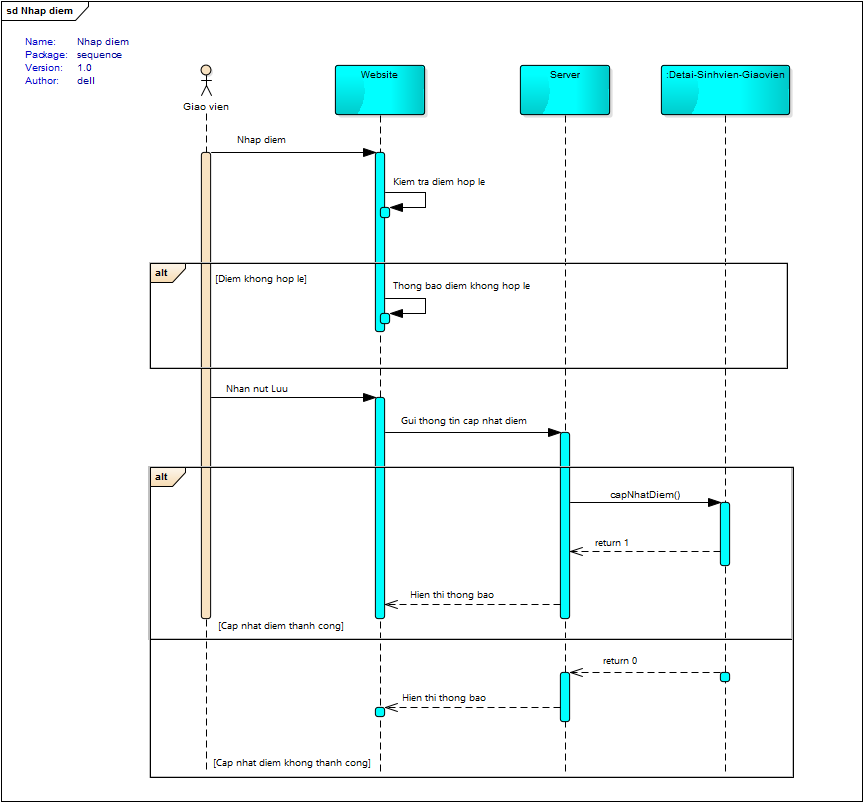 sd Nhap diem
Name: Nhap diem
Package: sequence
Version: 1.0
Author: dell
Giao vien
Website
Server
:Detai-Sinhvien-Giaovien
Nhap diem
Kiem tra diem hop le
alt
[Diem khong hop le]
Thong bao diem khong hop le
Nhan nut Luu
Gui thong tin cap nhat diem
alt
capNhatDiem()
return 1
Hien thi thong bao
[Cap nhat diem thanh cong]
return 0
Hien thi thong bao
[Cap nhat diem khong thanh cong]